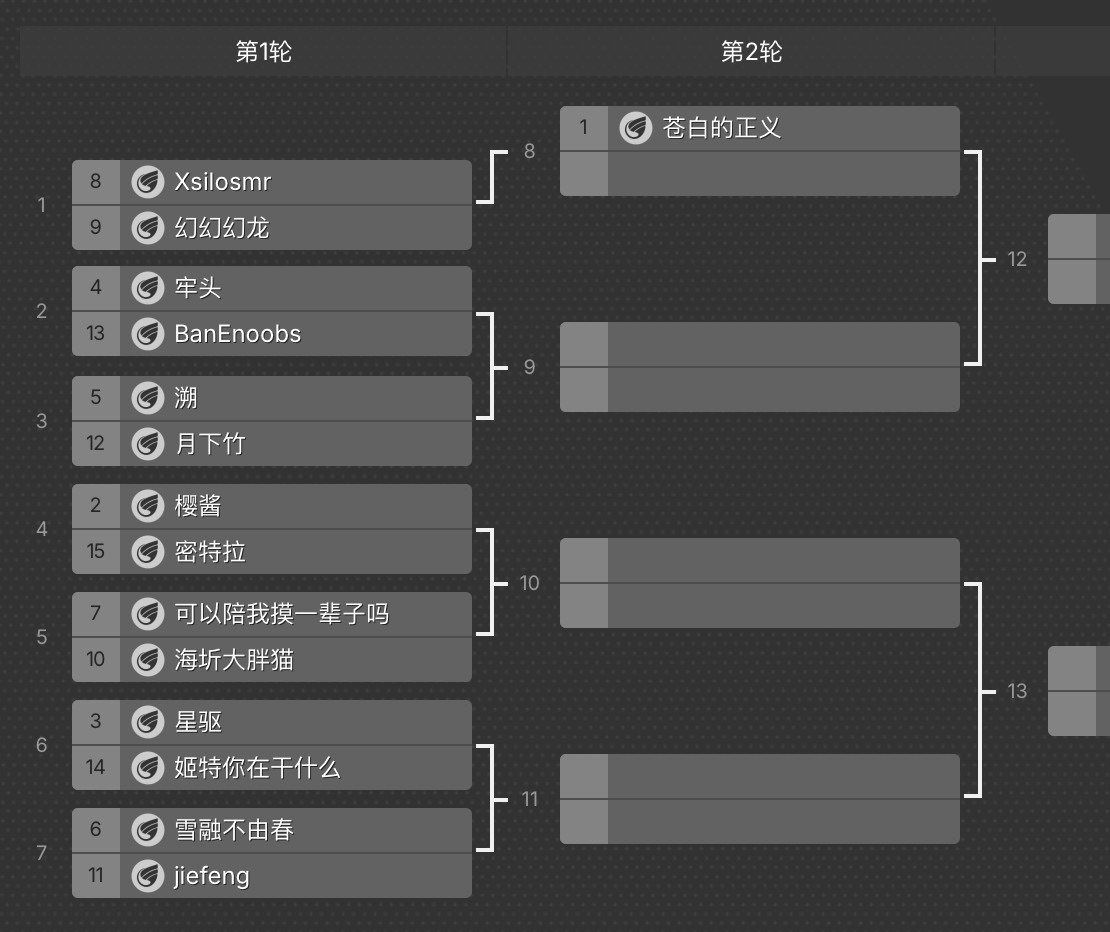 第1轮
第2轮
1
8 Xsilosmr
9 幻幻幻龙
2
4 牢头
13 BanEnoobs
3
5 溯
12 月下竹
4
2 樱酱
15 密特拉
5
7 可以陪我摸一辈子吗
10 海圻大胖猫
6
3 星驱
14 姬特你在干什么
7
6 雪融不由春
11 jiefeng
8
1 苍白的正义
9
10
11
12
13